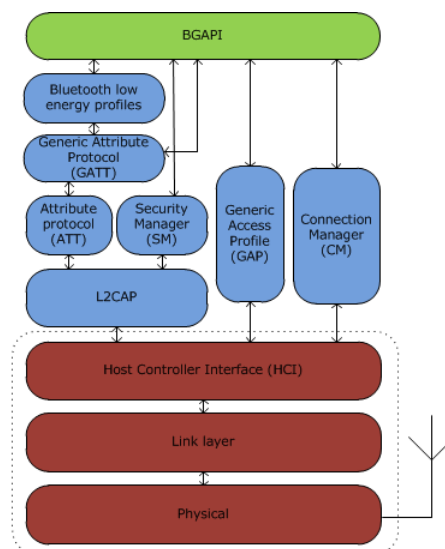 BGAPI
Bluetooth low
energy profiles
Generic Attribute
Protocol
(GATT)
Attribute
protocol
(ATT)
Security
Manager
(SM)
Generic
Access
Profile
(GAP)
Connection
Manager
(CM)
L2CAP
Host Controller Interface (HCI)
Link layer
Physical